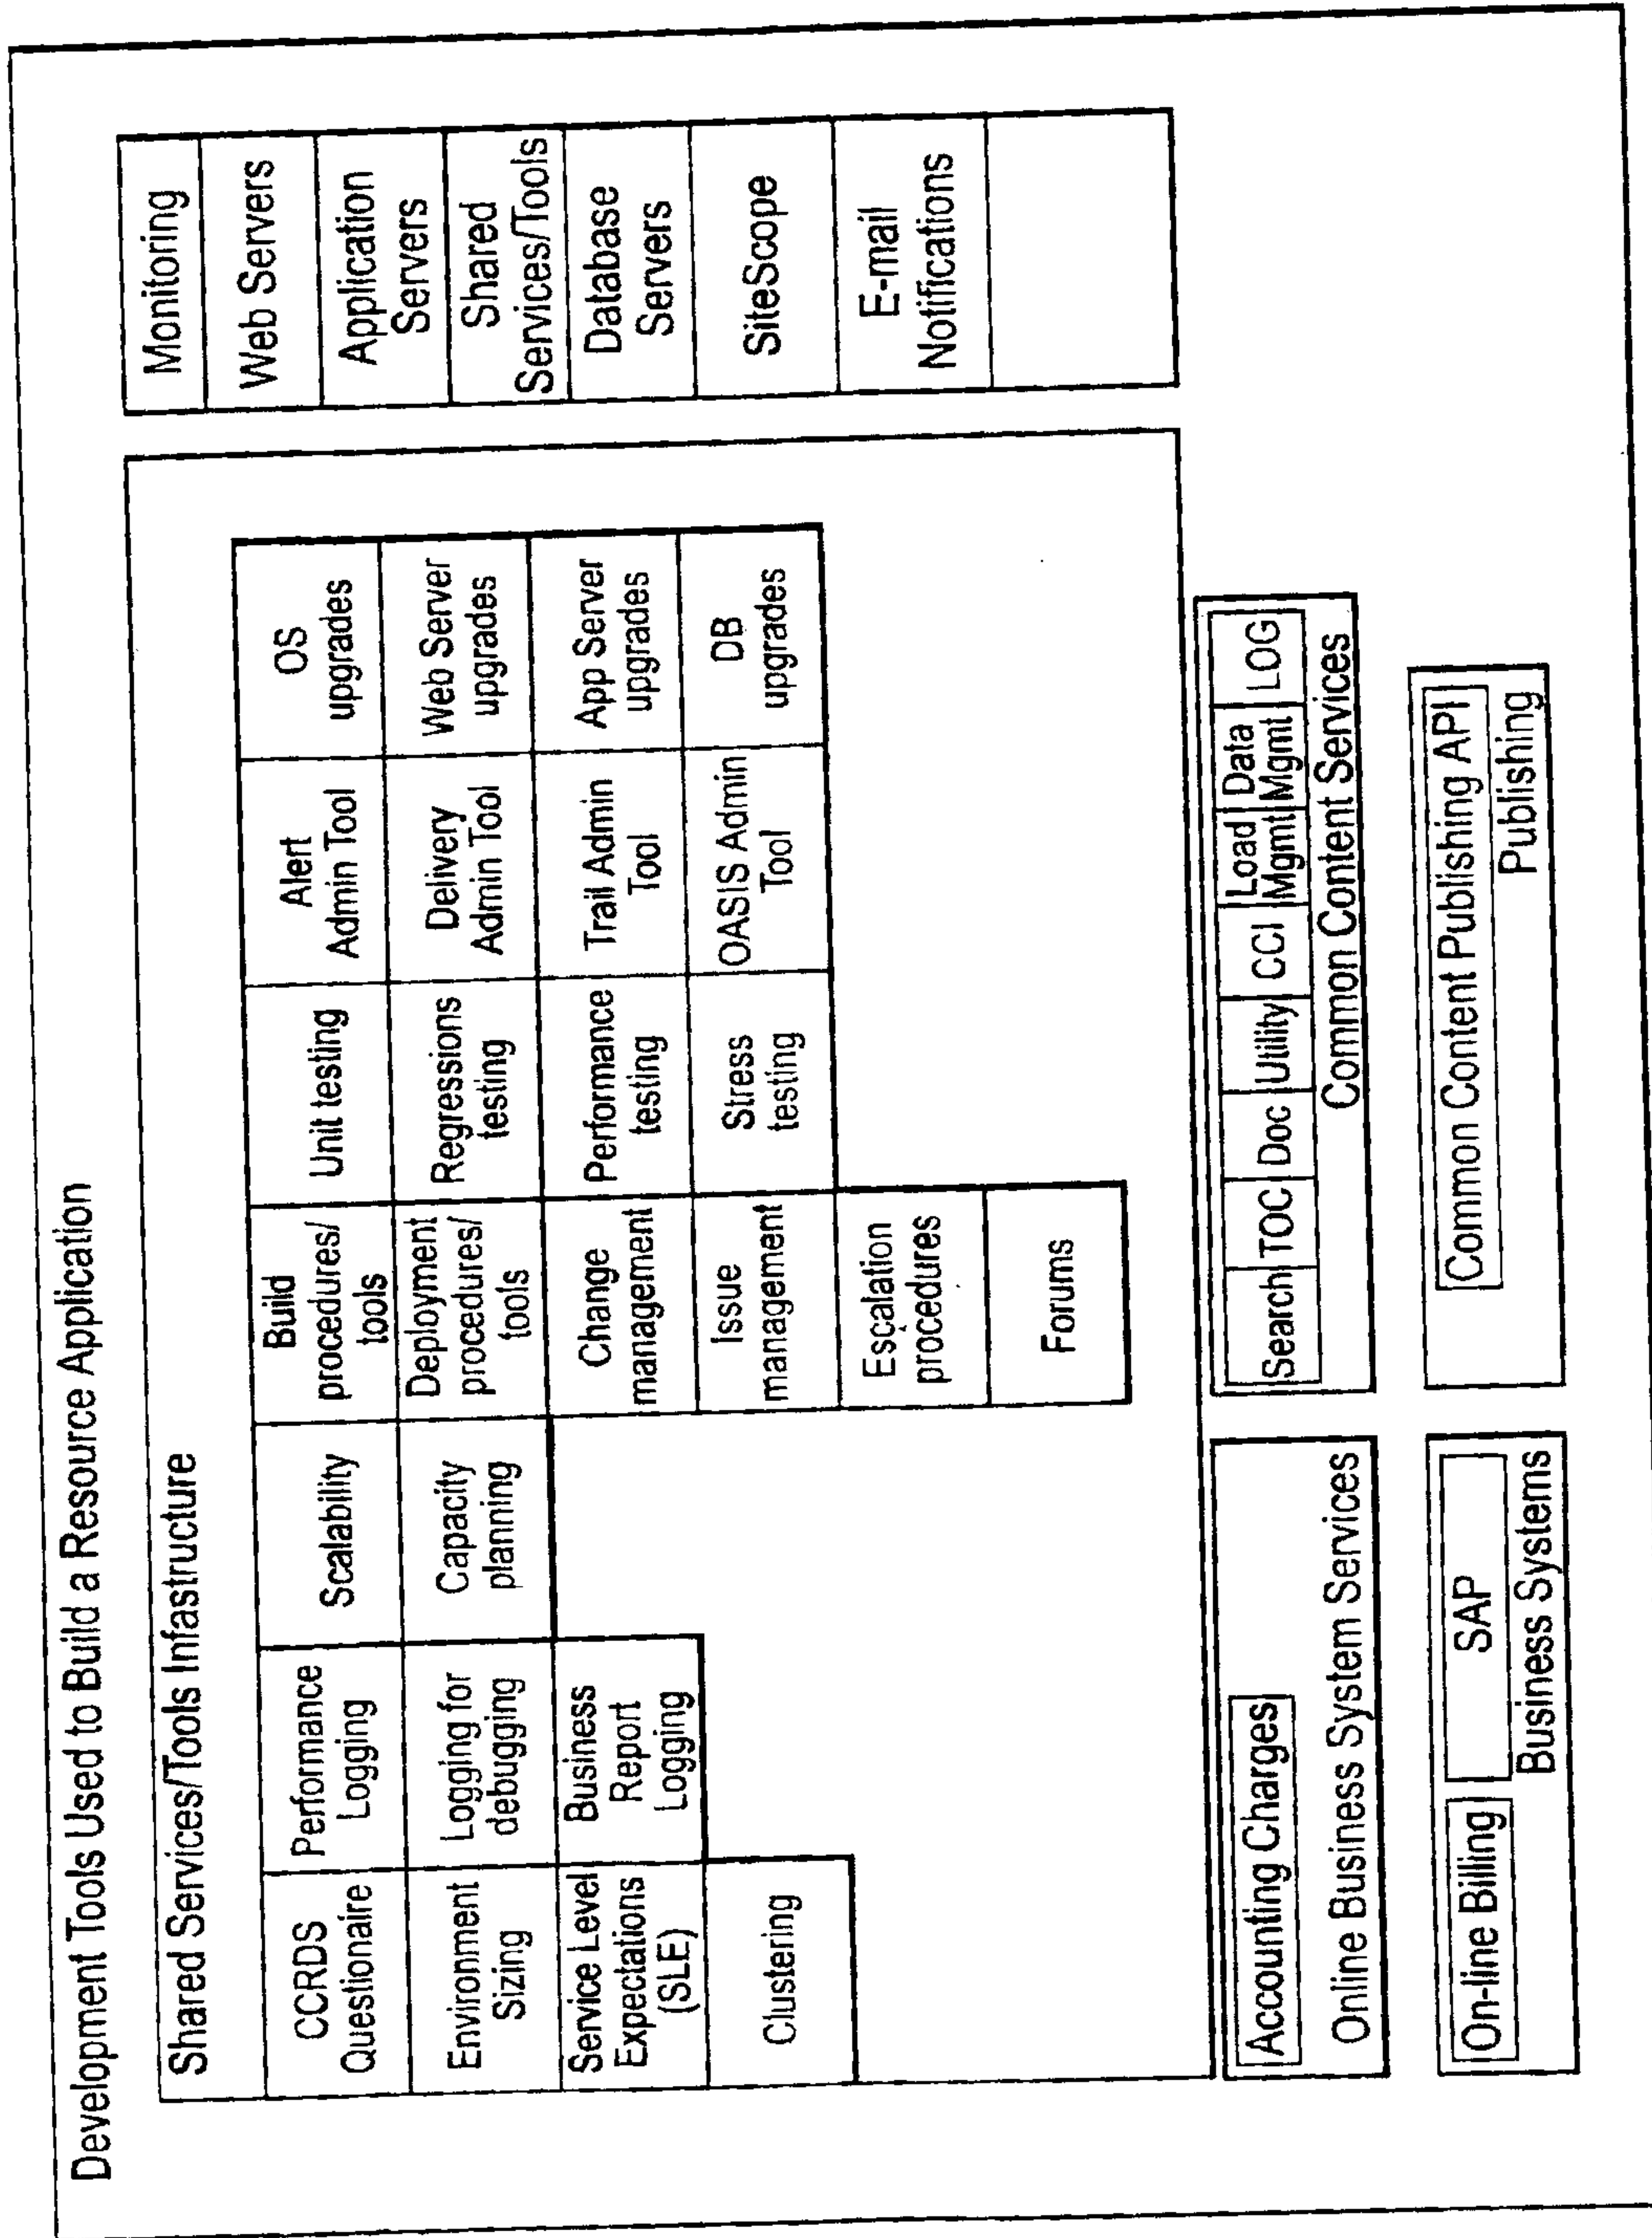 Development Tools Used to Build a Resource Application
Shared Services/Tools Infastructure
CCRDS
Questionaire
Performance
Logging
Scalability
Build
procedures/
tools
Unit testing
Alert
Admin Tool
OS
upgrades
Environment
Sizing
Logging for
debugging
Capacity
planning
Deployment
procedures/
tools
Regressions
testing
Delivery
Admin Tool
Web Server
upgrades
Service Level
Expectations
(SLE)
Business
Report
Logging
Change
management
Performance
testing
Trail Admin
Tool
App Server
upgrades
Clustering
Issue
management
Stress
testing
OASIS Admin
Tool
DB
upgrades
Escalation
procedures
Forums
Monitoring
Web Servers
Application
Servers
Shared
Services/Tools
Database
Servers
SiteScope
E-mail
Notifications
Accounting Charges
Online Business System Services
Search
TOC
Doc
Utility
CCI
Load
Mgmt
Data
Mgmt
LOG
Common Content Services
On-line Billing
SAP
Business Systems
Common Content Publishing API
Publishing